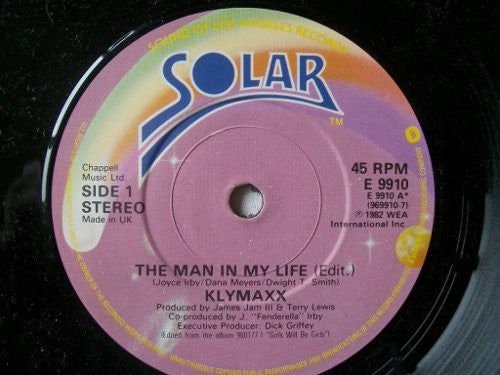 SOUND OF LOS ANGELES RECORDS
SOLAR
TM
Chappell
Music Ltd.
SIDE 1
STEREO
Made in UK
45 RPM
E 9910
E 9910 A*
(969910-7)
℗ 1982 WEA
International Inc.
THE MAN IN MY LIFE (Edit.)
(Joyce Irby/Dana Meyers/Dwight T. Smith)
KLYMAXX
Produced by James Jam III & Terry Lewis
Co-produced by J. "Fenderella" Irby
Executive Producer: Dick Griffey
(Edited from the album 960177-1 "Girls Will Be Girls")